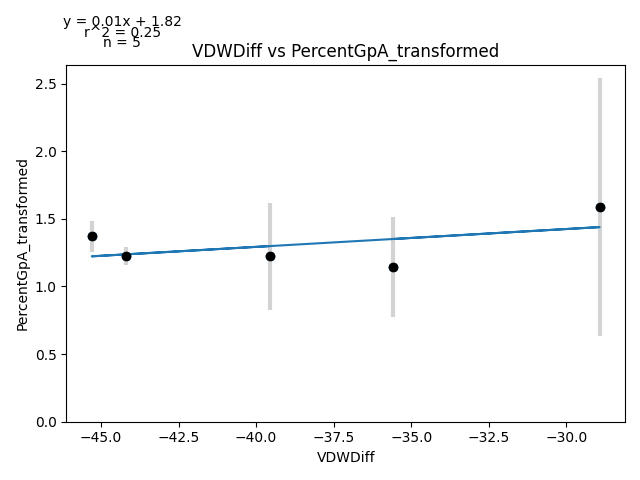 y = 0.01x + 1.82
r^2 = 0.25
n = 5
VDWDiff vs PercentGpA_transformed
PercentGpA_transformed
2.5
2.0
1.5
1.0
0.5
0.0
−45.0 −42.5 −40.0 −37.5 −35.0 −32.5 −30.0
VDWDiff